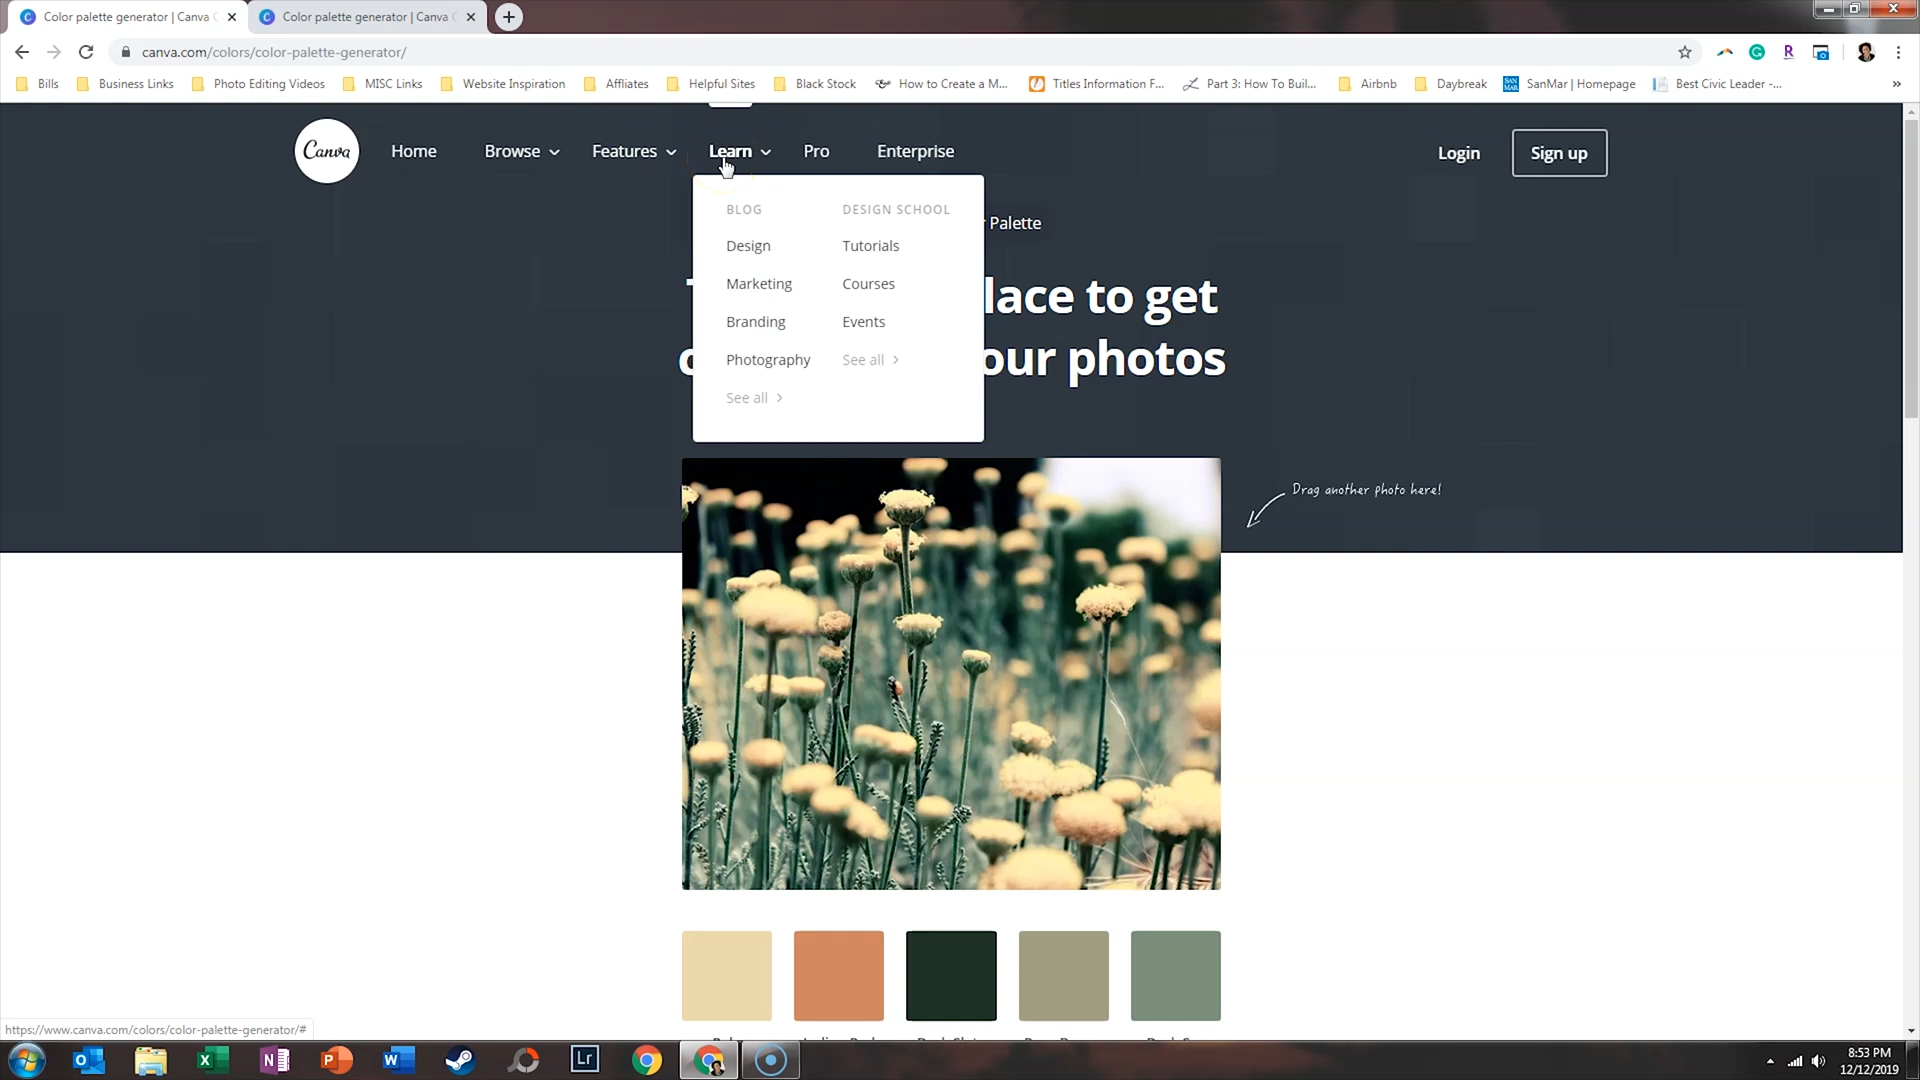 Color palette generator | Canva C
Color palette generator | Canva C
canva.com/colors/color-palette-generator/
Bills
Business Links
Photo Editing Videos
MISC Links
Website Inspiration
Affliates
Helpful Sites
Black Stock
How to Create a M...
Titles Information F...
Part 3: How To Buil...
Airbnb
Daybreak
SanMar | Homepage
Best Civic Leader -...
Canva
Home
Browse
Features
Learn
Pro
Enterprise
Login
Sign up
BLOG
Design
Marketing
Branding
Photography
See all
DESIGN SCHOOL
Tutorials
Courses
Events
See all
Palette
lace to get
our photos
Drag another photo here!
https://www.canva.com/colors/color-palette-generator/#
Lr
8:53 PM
12/12/2019